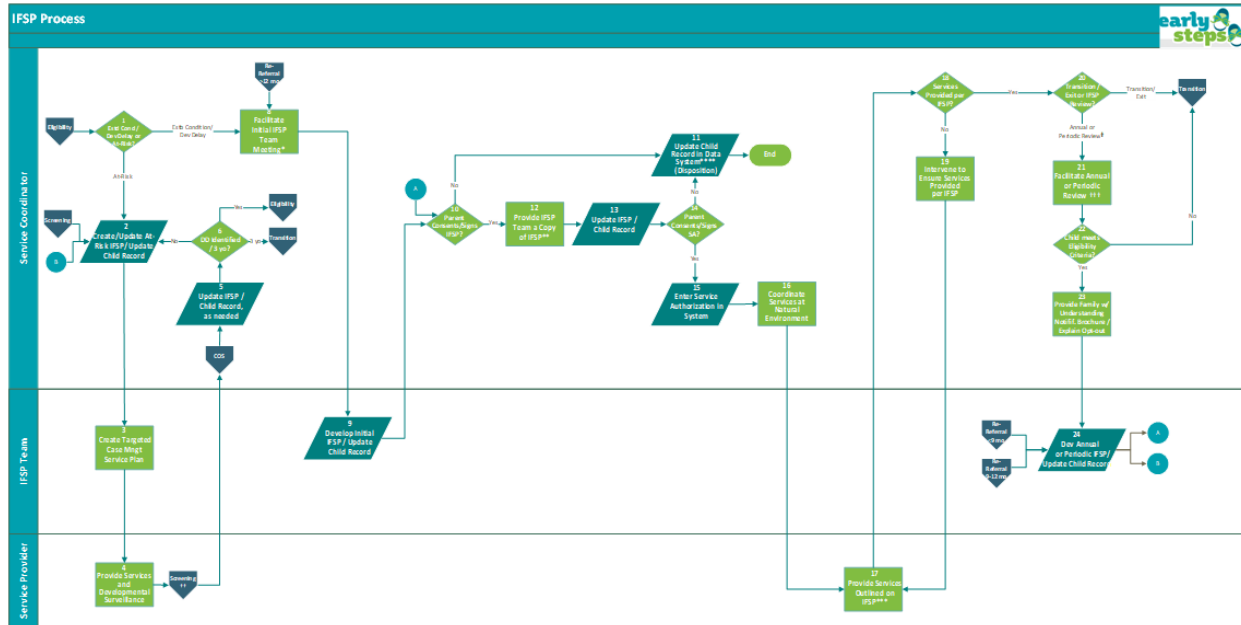 IFSP Process
early
steps
Service Coordinator
IFSP Team
Service Provider
Eligibility
1
Estd Cond/
Dev Delay or
At-Risk?
Estb Condition/
Dev Delay
At-Risk
Re-
Referral
>12 mo
Facilitate
Initial IFSP
Team
Meeting*
Screening
B
2
Create/Update At-
Risk IFSP/Update
Child Record
No
6
DD Identified
/ 3 yo?
Yes
Eligibility
3 yo
Transition
5
Update IFSP /
Child Record,
as needed
COS
3
Create Targeted
Case Mngt
Service Plan
4
Provide Services
and
Developmental
Surveillance
Screening
††
9
Develop Initial
IFSP / Update
Child Record
A
10
Parent
Consents/Signs
IFSP?
No
Yes
11
Update Child
Record in Data
System****
(Disposition)
End
12
Provide IFSP
Team a Copy
of IFSP**
13
Update IFSP /
Child Record
No
14
Parent
Consents/Signs
SA?
Yes
15
Enter Service
Authorization in
System
16
Coordinate
Services at
Natural
Environment
17
Provide Services
Outlined on
IFSP***
18
Services
Provided per
IFSP?
Yes
No
19
Intervene to
Ensure Services
Provided
per IFSP
20
Transition/
Exit or IFSP
Review?
Transition/
Exit
Transition
Annual or
Periodic Review‡
21
Facilitate Annual
or Periodic
Review †††
22
Child meets
Eligibility
Criteria?
No
Yes
23
Provide Family w/
Understanding
Notif. Brochure /
Explain Opt-out
Re-
Referral
<9 mo
Re-
Referral
9-12 mo
24
Dev Annual
or Periodic IFSP/
Update Child Record
A
B